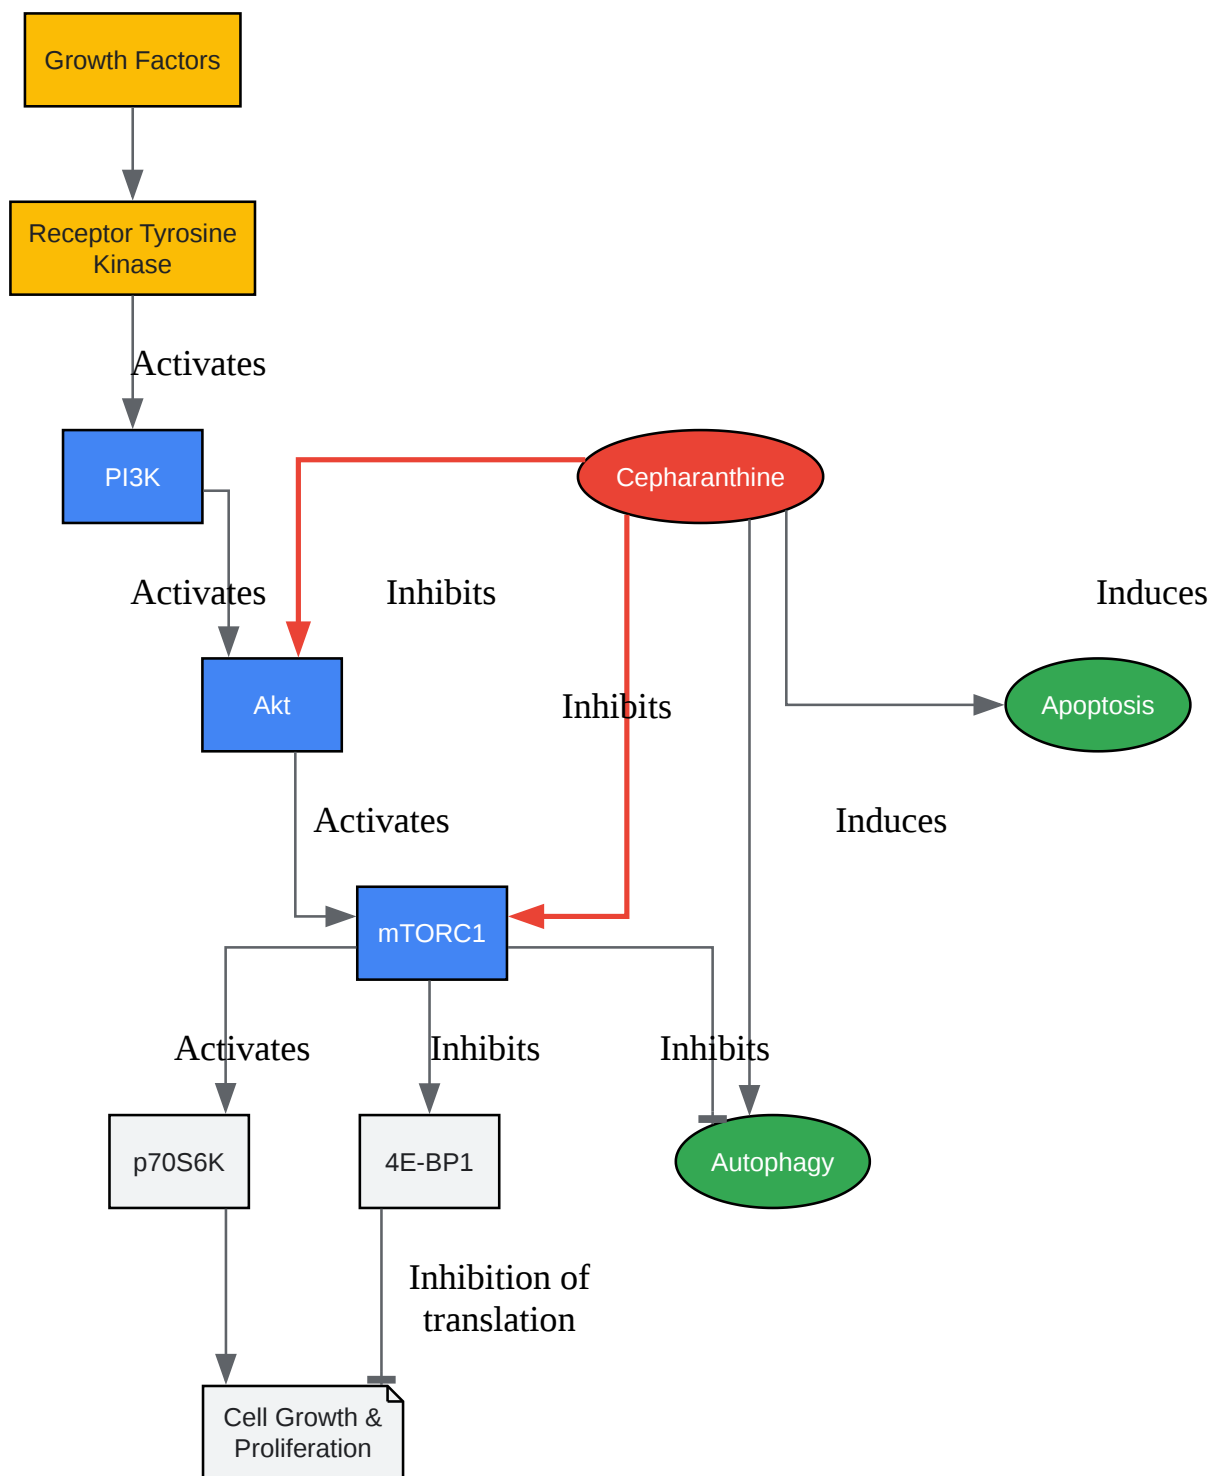 Growth Factors
Receptor Tyrosine
Kinase
Activates
PI3K
Cepharanthine
Activates
Inhibits
Induces
Akt
Inhibits
Apoptosis
Activates
Induces
mTORC1
Activates
Inhibits
Inhibits
p70S6K
4E-BP1
Autophagy
Inhibition of
translation
Cell Growth &
Proliferation